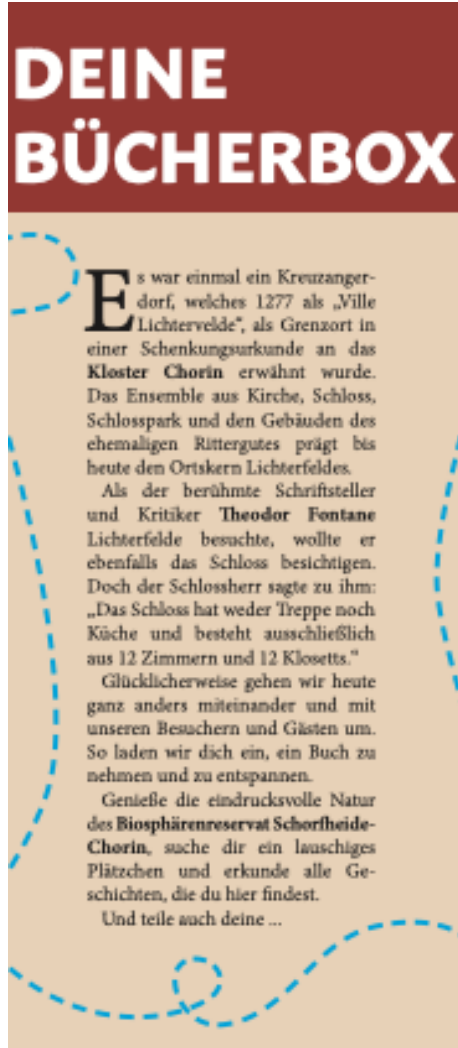 DEINE
BÜCHERBOX
Es war einmal ein Kreuzanger-
dorf, welches 1277 als „Ville
Lichtervelde“, als Grenzort in
einer Schenkungsurkunde an das
Kloster Chorin erwähnt wurde.
Das Ensemble aus Kirche, Schloss,
Schlosspark und den Gebäuden des
ehemaligen Rittergutes prägt bis
heute den Ortskern Lichterfeldes.
Als der berühmte Schriftsteller
und Kritiker Theodor Fontane
Lichterfelde besuchte, wollte er
ebenfalls das Schloss besichtigen.
Doch der Schlossherr sagte zu ihm:
„Das Schloss hat weder Treppe noch
Küche und besteht ausschließlich
aus 12 Zimmern und 12 Klosetts.“
Glücklicherweise gehen wir heute
ganz anders miteinander und mit
unseren Besuchern und Gästen um.
So laden wir dich ein, ein Buch zu
nehmen und zu entspannen.
Genieße die eindrucksvolle Natur
des Biosphärenreservat Schorfheide-
Chorin, suche dir ein lauschiges
Plätzchen und erkunde alle Ge-
schichten, die du hier findest.
Und teile auch deine ...